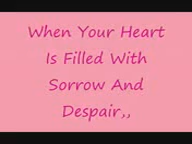 When Your Heart
Is Filled With
Sorrow And
Despair,,